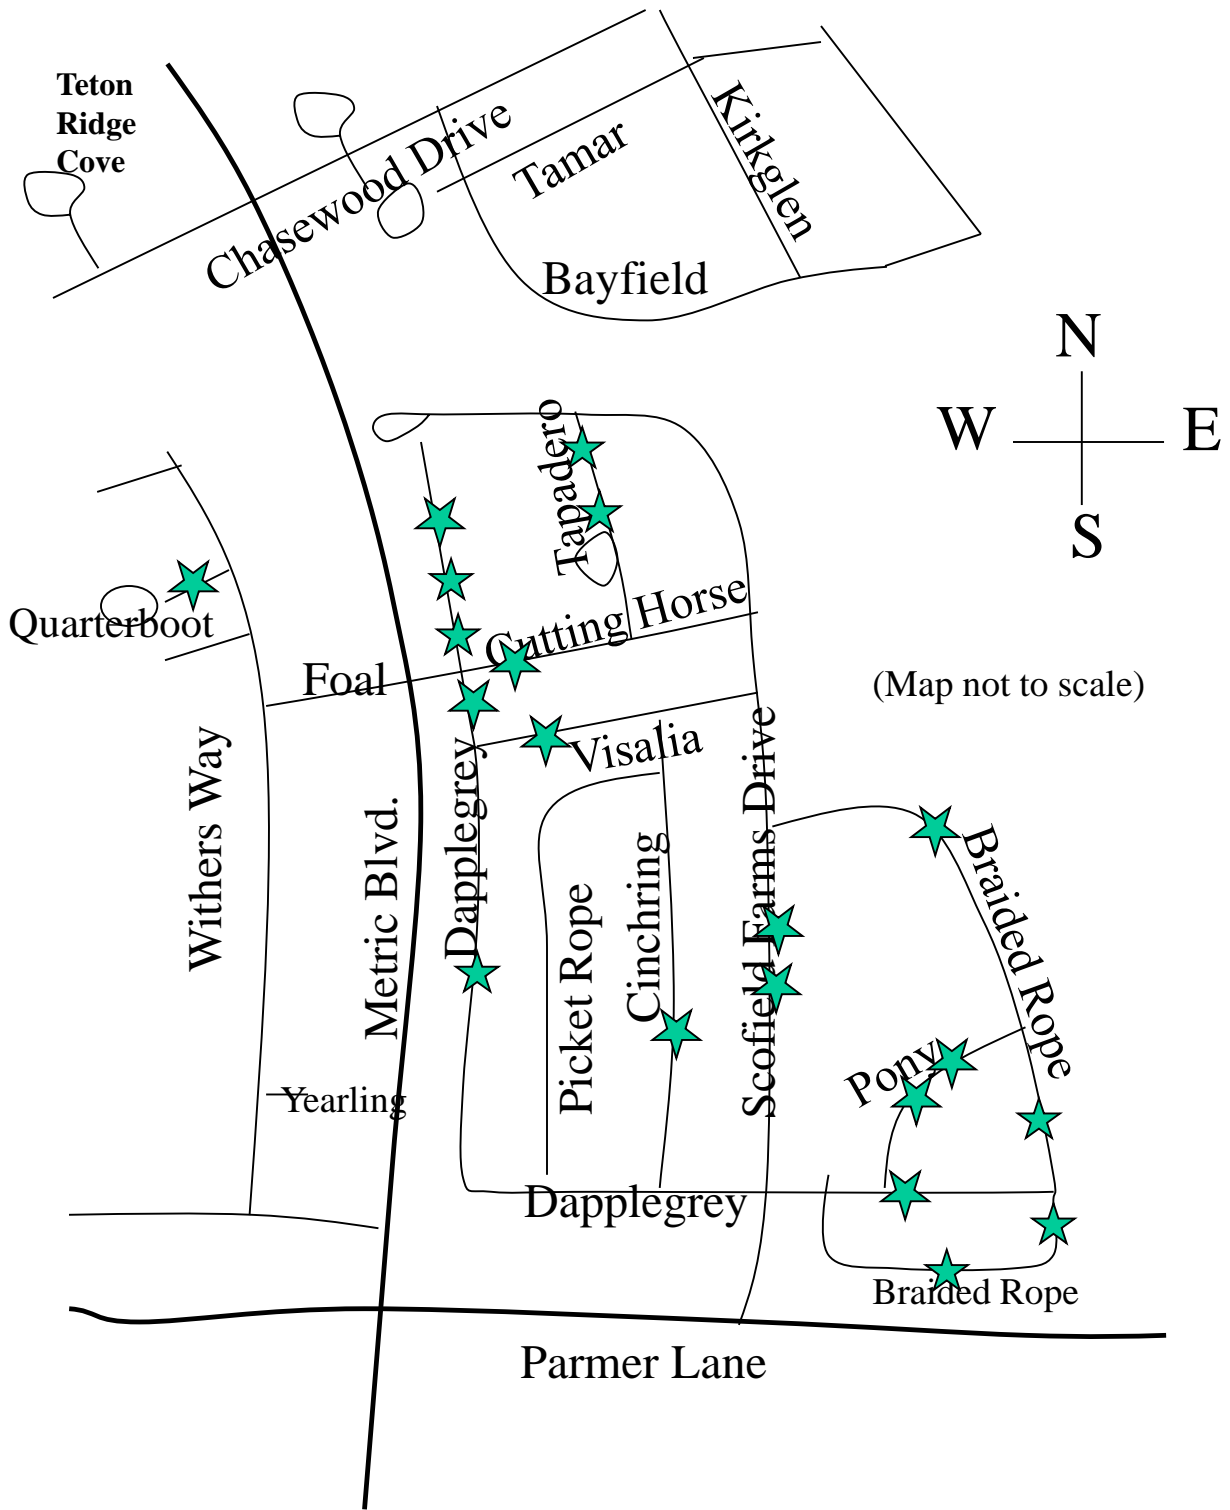 Teton
Ridge
Cove
Chasewood Drive
Tamar
Kirkglen
Bayfield
N
W
E
S
Tapadero
Cutting Horse
Quarterboot
Foal
(Map not to scale)
Visalia
Withers Way
Metric Blvd.
Dapplegrey
Picket Rope
Cinchring
Scofield Farms Drive
Braided Rope
Pony
Yearling
Dapplegrey
Braided Rope
Parmer Lane